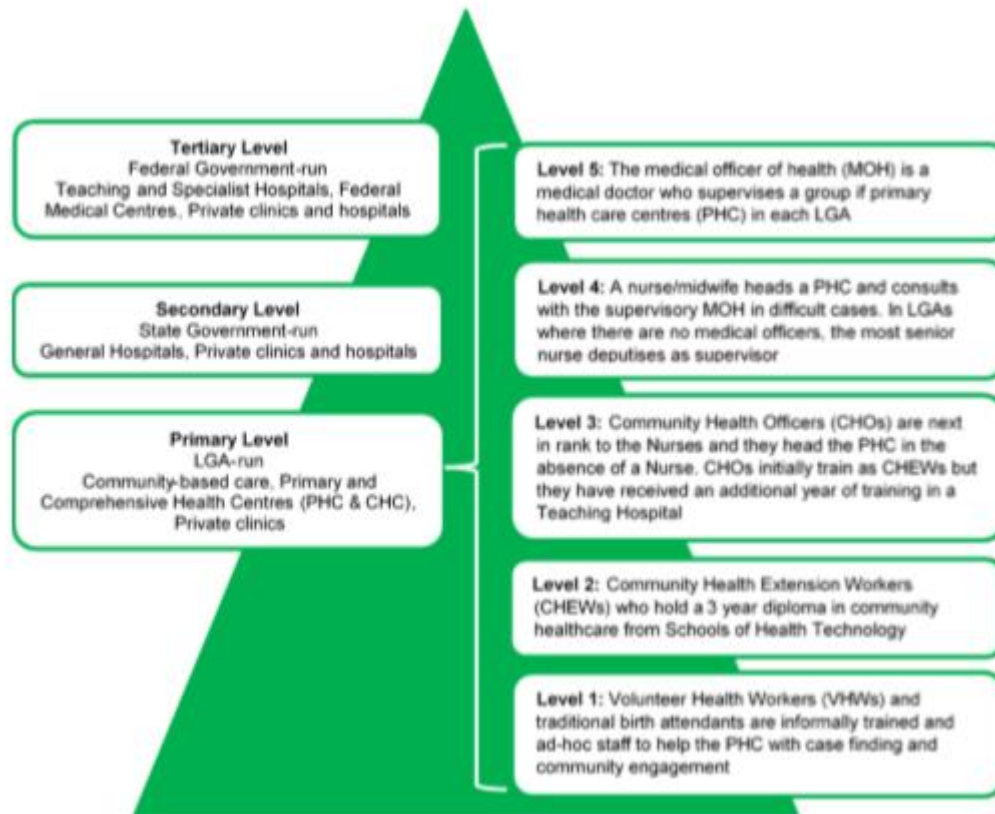 Tertiary Level
Federal Government-run
Teaching and Specialist Hospitals, Federal
Medical Centres, Private clinics and hospitals
Secondary Level
State Government-run
General Hospitals, Private clinics and hospitals
Primary Level
LGA-run
Community-based care, Primary and
Comprehensive Health Centres (PHC & CHC),
Private clinics
Level 5: The medical officer of health (MOH) is a
medical doctor who supervises a group if primary
health care centres (PHC) in each LGA
Level 4: A nurse/midwife heads a PHC and consults
with the supervisory MOH in difficult cases. In LGAs
where there are no medical officers, the most senior
nurse deputises as supervisor
Level 3: Community Health Officers (CHOs) are next
in rank to the Nurses and they head the PHC in the
absence of a Nurse. CHOs initially train as CHEWs but
they have received an additional year of training in a
Teaching Hospital
Level 2: Community Health Extension Workers
(CHEWs) who hold a 3 year diploma in community
healthcare from Schools of Health Technology
Level 1: Volunteer Health Workers (VHWs) and
traditional birth attendants are informally trained and
ad-hoc staff to help the PHC with case finding and
community engagement